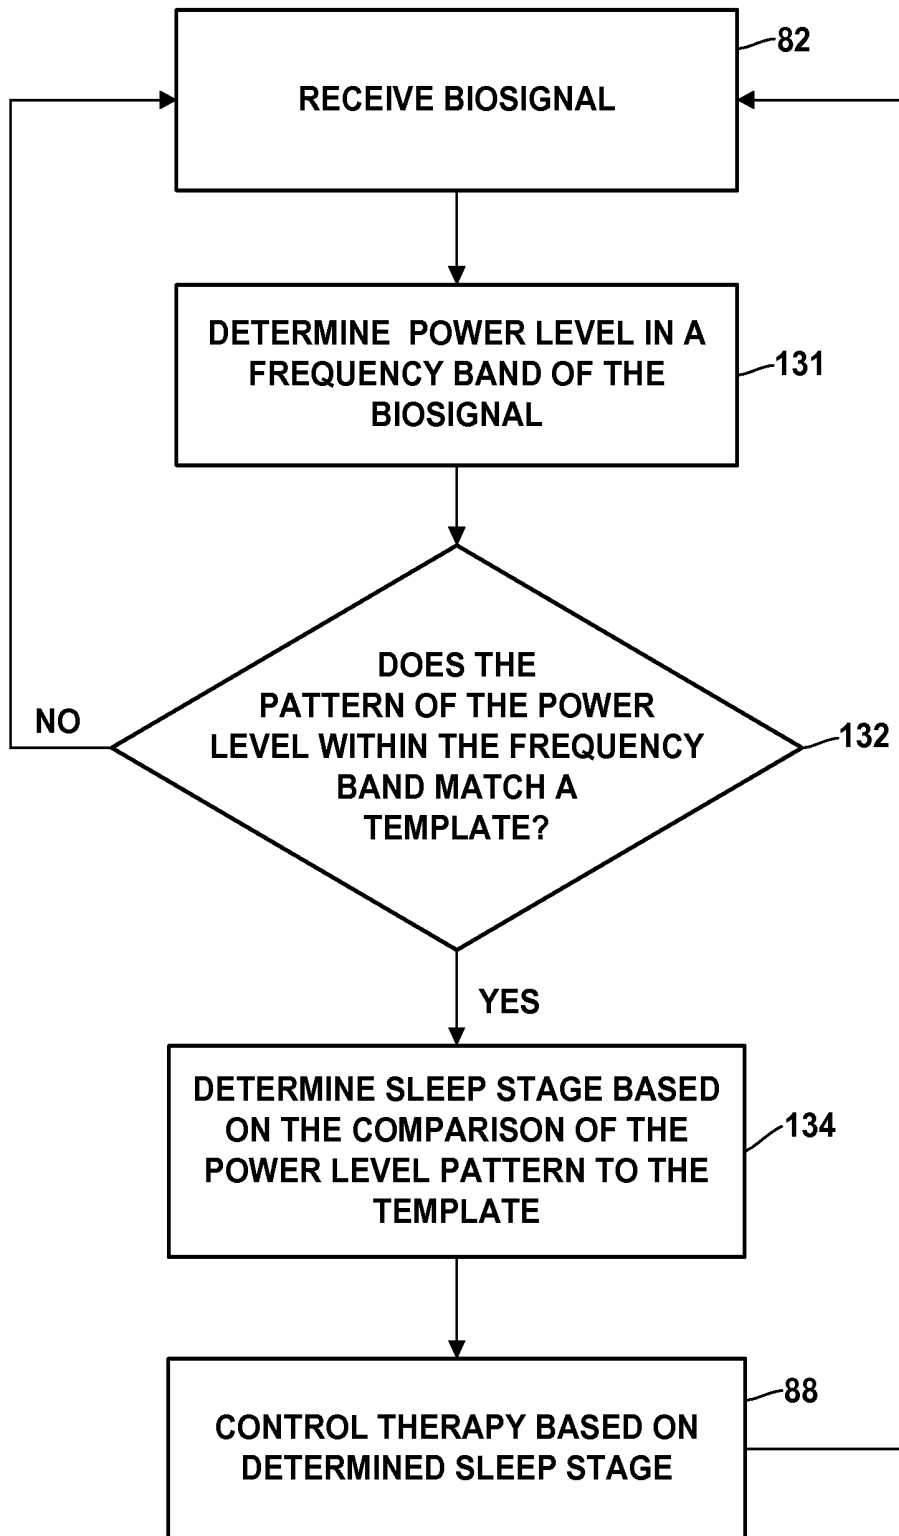 82
RECEIVE BIOSIGNAL
DETERMINE POWER LEVEL IN A
FREQUENCY BAND OF THE
BIOSIGNAL
131
DOES THE
PATTERN OF THE POWER
LEVEL WITHIN THE FREQUENCY
BAND MATCH A
TEMPLATE?
NO
132
YES
DETERMINE SLEEP STAGE BASED
ON THE COMPARISON OF THE
POWER LEVEL PATTERN TO THE
TEMPLATE
134
88
CONTROL THERAPY BASED ON
DETERMINED SLEEP STAGE